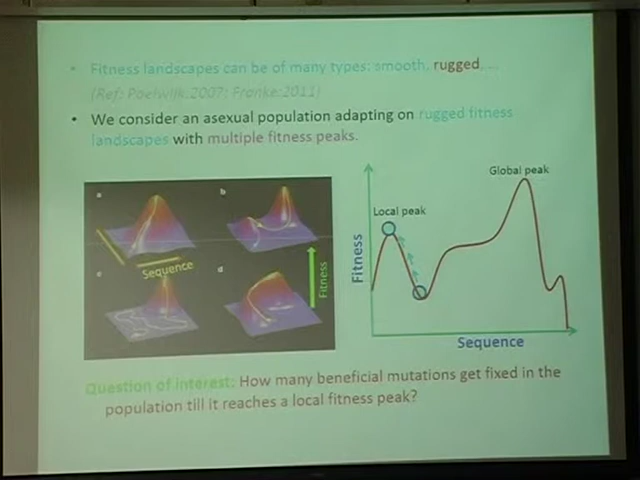 • Fitness landscapes can be of many types: smooth, rugged, ...
(Ref: Poelwijk 2007; Franke 2011)
• We consider an asexual population adapting on rugged fitness
landscapes with multiple fitness peaks.
a
b
c
d
Sequence
Fitness
Global peak
Local peak
Fitness
Sequence
Question of interest: How many beneficial mutations get fixed in the
population till it reaches a local fitness peak?